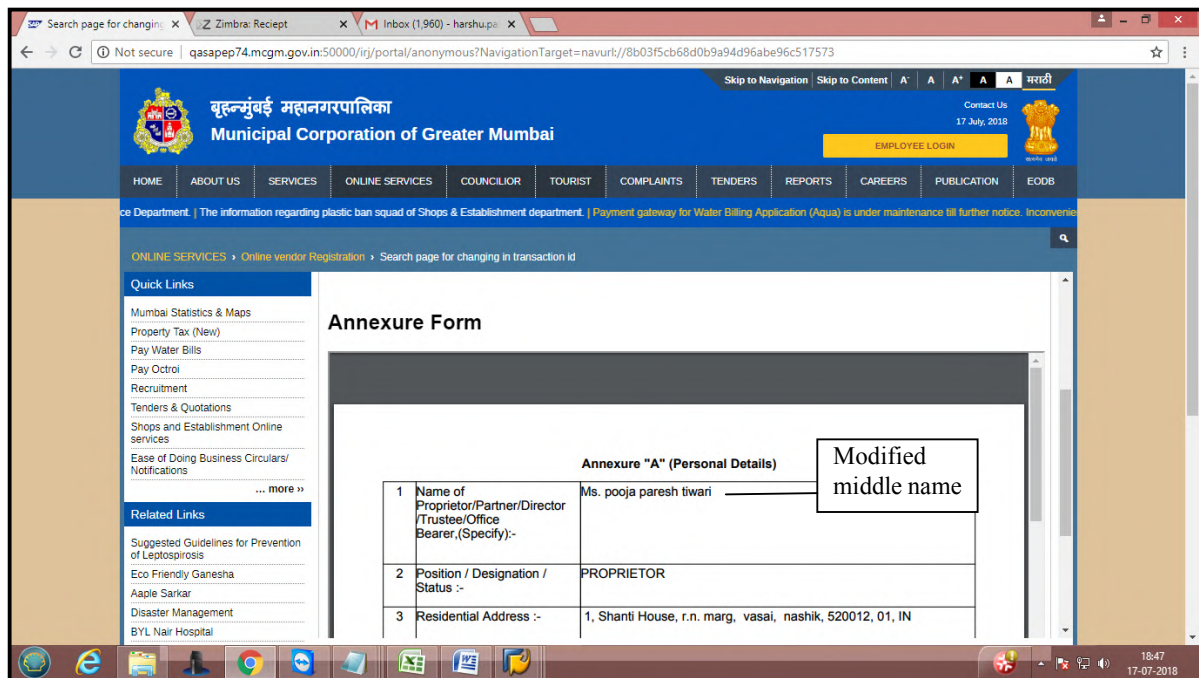 Search page for changing
Zimbra: Reciept
Inbox (1,960) - harshu.pa
Not secure | qasapep74.mcgm.gov.in:50000/irj/portal/anonymous?NavigationTarget=navurl://8b03f5cb68d0b9a94d96abe96c517573
Skip to Navigation Skip to Content A- A A+ A A मराठी
बृहन्मुंबई महानगरपालिका
Municipal Corporation of Greater Mumbai
Contact Us
17 July, 2018
EMPLOYEE LOGIN
सत्यमेव जयते
HOME ABOUT US SERVICES ONLINE SERVICES COUNCILIOR TOURIST COMPLAINTS TENDERS REPORTS CAREERS PUBLICATION EODB
ce Department. | The information regarding plastic ban squad of Shops & Establishment department. | Payment gateway for Water Billing Application (Aqua) is under maintenance till further notice. Inconvenie
ONLINE SERVICES › Online vendor Registration › Search page for changing in transaction id
Quick Links
Mumbai Statistics & Maps
Property Tax (New)
Pay Water Bills
Pay Octroi
Recruitment
Tenders & Quotations
Shops and Establishment Online
services
Ease of Doing Business Circulars/
Notifications
... more ››
Related Links
Suggested Guidelines for Prevention
of Leptospirosis
Eco Friendly Ganesha
Aaple Sarkar
Disaster Management
BYL Nair Hospital
Annexure Form
Annexure "A" (Personal Details)
Modified
middle name
1 Name of Ms. pooja paresh tiwari
Proprietor/Partner/Director
/Trustee/Office
Bearer,(Specify):-
2 Position / Designation / PROPRIETOR
Status :-
3 Residential Address :- 1, Shanti House, r.n. marg, vasai, nashik, 520012, 01, IN
18:47
17-07-2018